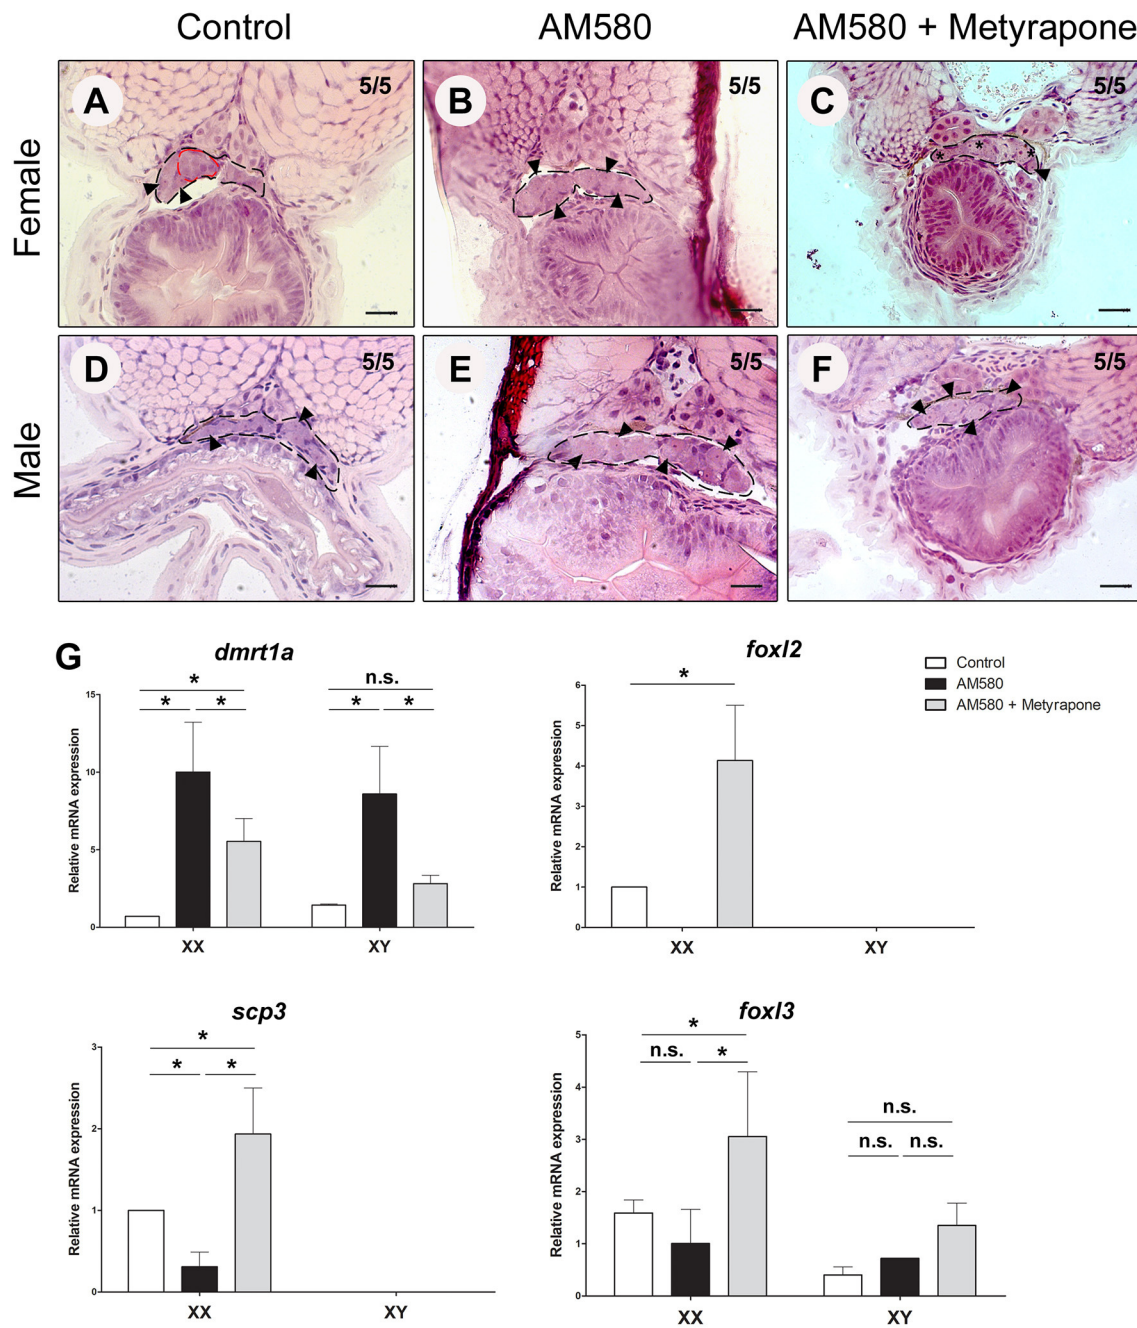 Control AM580 AM580 + Metyrapone
Female
A 5/5 B 5/5 C 5/5
* * *
Male
D 5/5 E 5/5 F 5/5
G
dmrt1a
Relative mRNA expression
15
10
5
0
* n.s.
* * * *
XX XY
foxl2
Relative mRNA expression
6
5
4
3
2
1
0
*
XX XY
Control
AM580
AM580 + Metyrapone
scp3
Relative mRNA expression
3
2
1
0
*
* *
XX XY
foxl3
Relative mRNA expression
5
4
3
2
1
0
*
n.s. *
n.s.
n.s. n.s.
XX XY